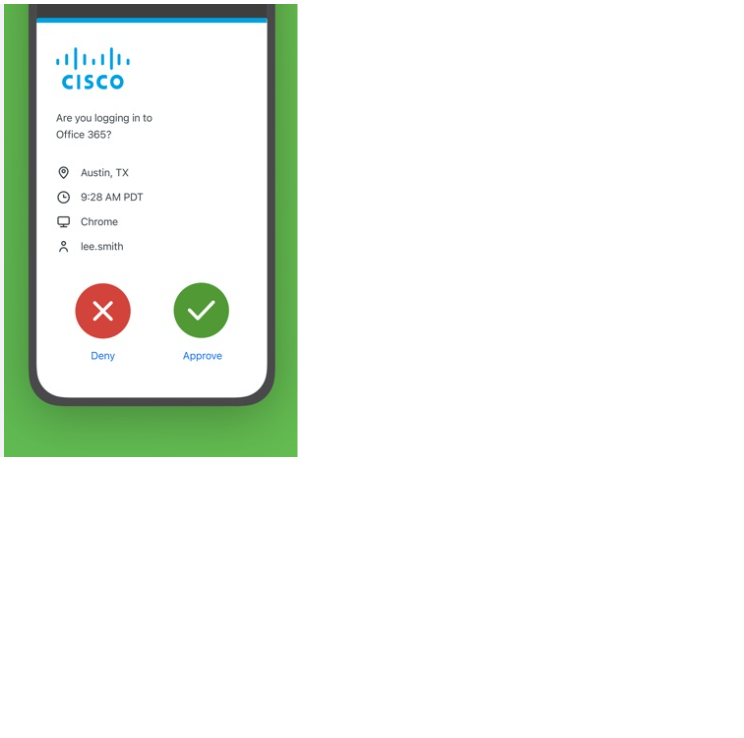 CISCO
Are you logging in to
Office 365?
Austin, TX
9:28 AM PDT
Chrome
lee.smith
Deny
Approve